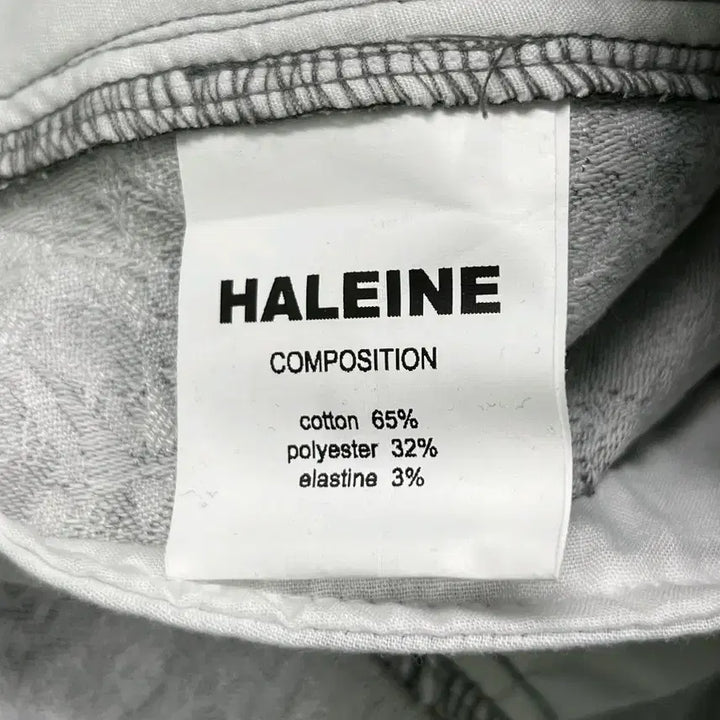 HALEINE
COMPOSITION
cotton 65%
polyester 32%
elastine 3%